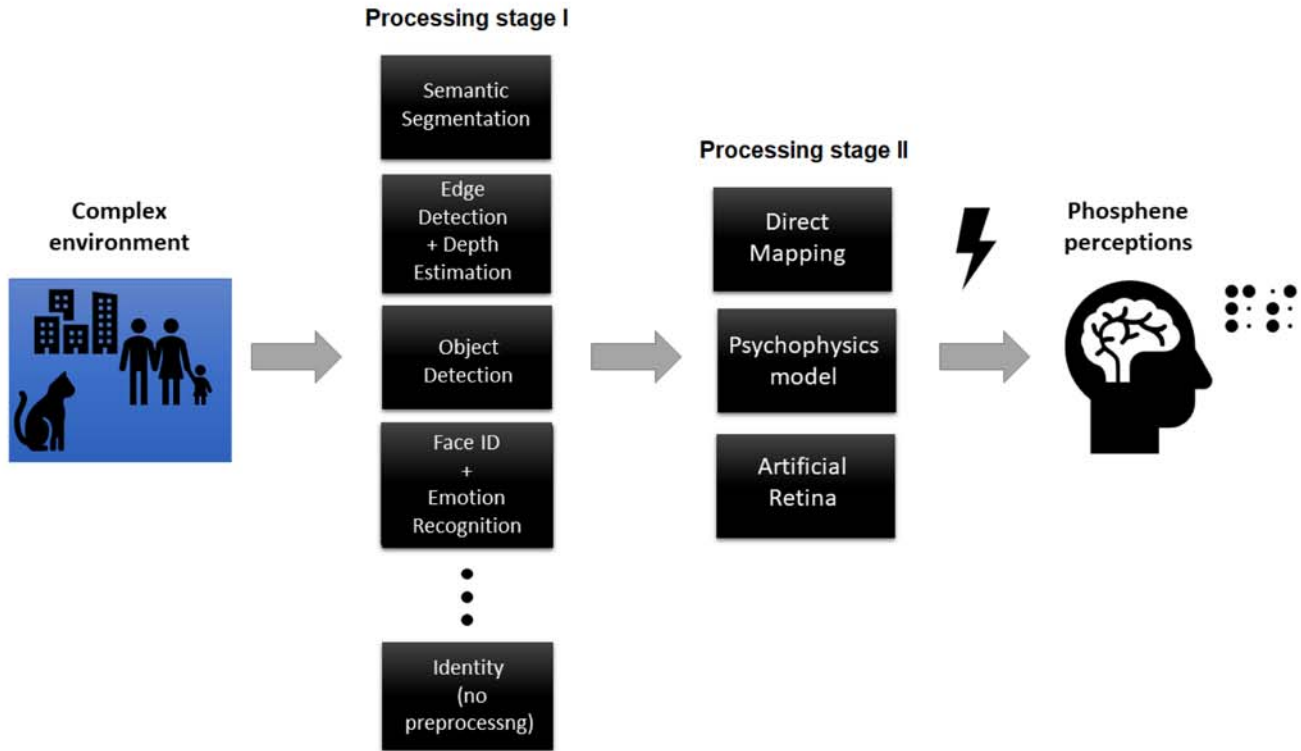 Processing stage I
Semantic
Segmentation
Edge
Detection
+ Depth
Estimation
Object
Detection
Face ID
+
Emotion
Recognition
Identity
(no
preprocessng)
Complex
environment
Processing stage II
Direct
Mapping
Psychophysics
model
Artificial
Retina
Phosphene
perceptions